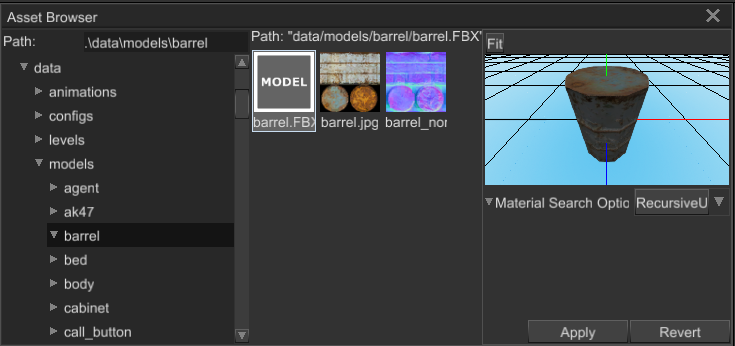 Asset Browser
Path:
.\data\models\barrel
data
animations
configs
levels
models
agent
ak47
barrel
bed
body
cabinet
call_button
Path: "data/models/barrel/barrel.FBX"
MODEL
barrel.FBX
barrel.jpg
barrel_nor
Fit
Material Search Optio
RecursiveU
Apply
Revert